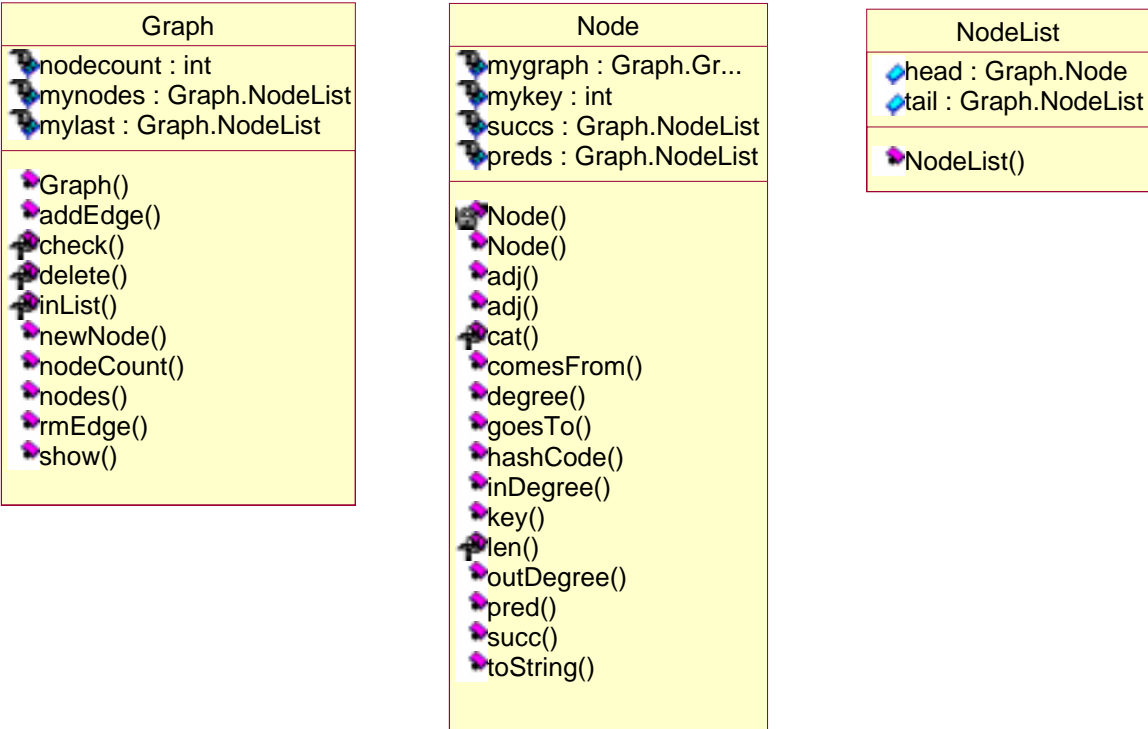 Graph
nodecount : int
mynodes : Graph.NodeList
mylast : Graph.NodeList
Graph()
addEdge()
check()
delete()
inList()
newNode()
nodeCount()
nodes()
rmEdge()
show()
Node
mygraph : Graph.Gr...
mykey : int
succs : Graph.NodeList
preds : Graph.NodeList
Node()
Node()
adj()
adj()
cat()
comesFrom()
degree()
goesTo()
hashCode()
inDegree()
key()
len()
outDegree()
pred()
succ()
toString()
NodeList
head : Graph.Node
tail : Graph.NodeList
NodeList()